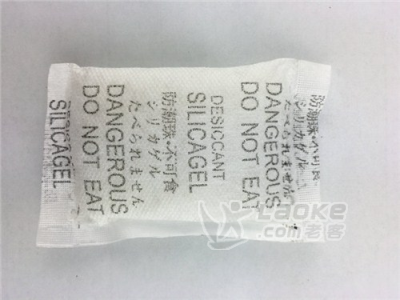 防潮珠·不可食
シリカゲル
たべられません
DANGEROUS
DO NOT EAT
DESICCANT
SILICAGEL
防潮珠·不可食
シリカゲル
たべられません
DANGEROUS
DO NOT EAT
SILICAGEL
Laoke
.com老客